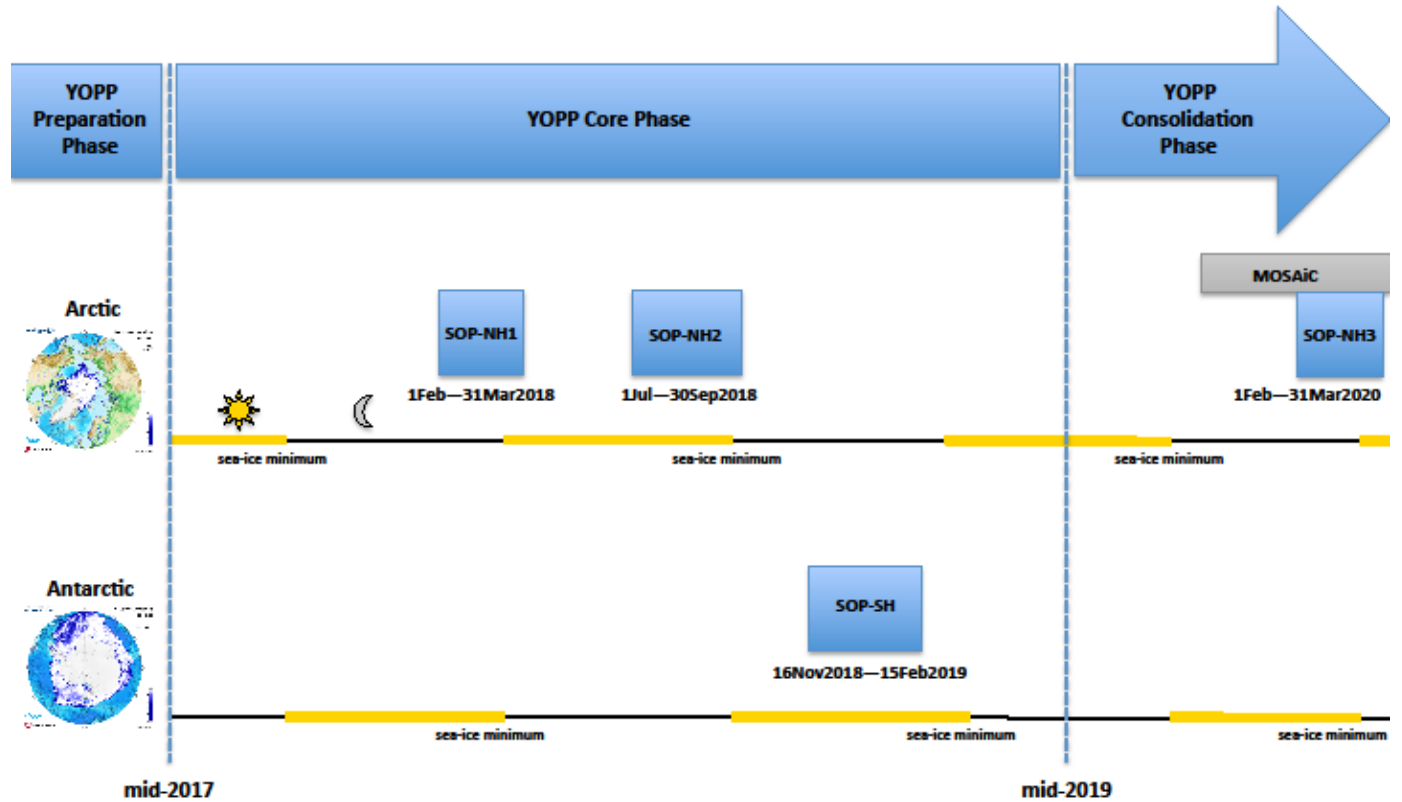 YOPP
Preparation
Phase
YOPP Core Phase
YOPP
Consolidation
Phase
MOSAiC
Arctic
SOP-NH1
SOP-NH2
SOP-NH3
1Feb—31Mar2018
1Jul—30Sep2018
1Feb—31Mar2020
sea-ice minimum
sea-ice minimum
sea-ice minimum
Antarctic
SOP-SH
16Nov2018—15Feb2019
sea-ice minimum
sea-ice minimum
sea-ice minimum
mid-2017
mid-2019